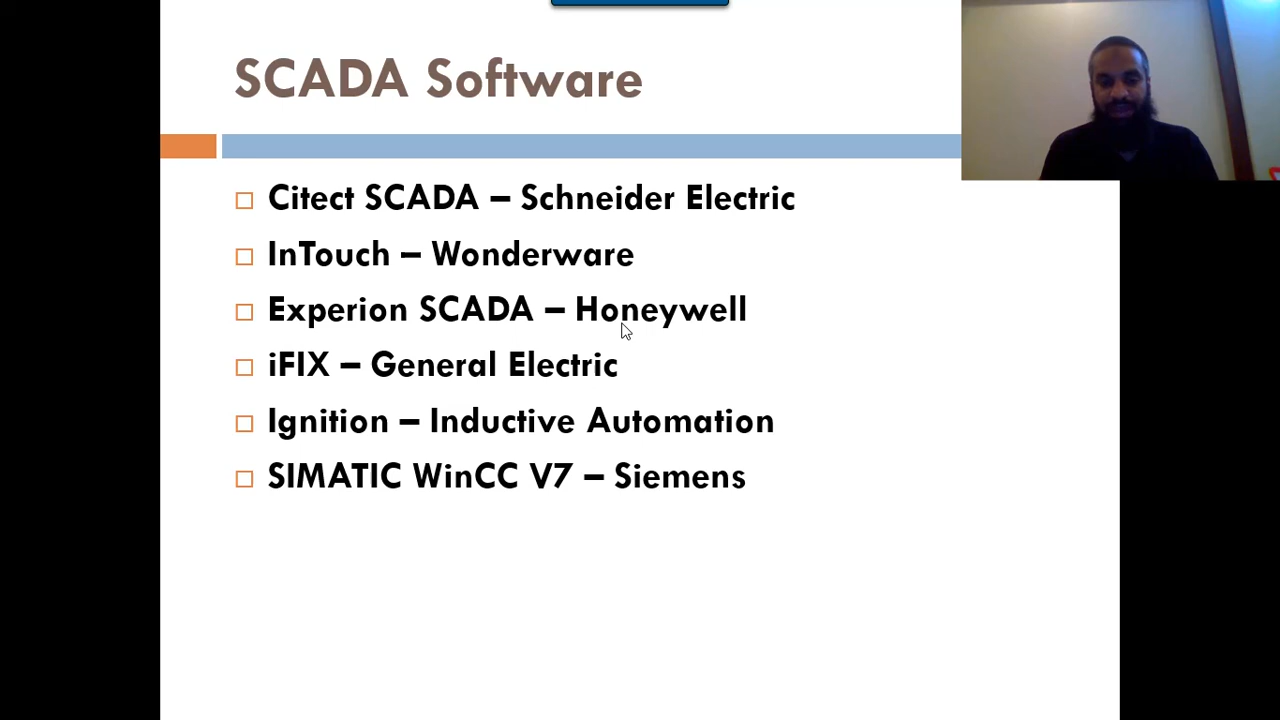 SCADA Software
Citect SCADA – Schneider Electric
InTouch – Wonderware
Experion SCADA – Honeywell
iFIX – General Electric
Ignition – Inductive Automation
SIMATIC WinCC V7 – Siemens